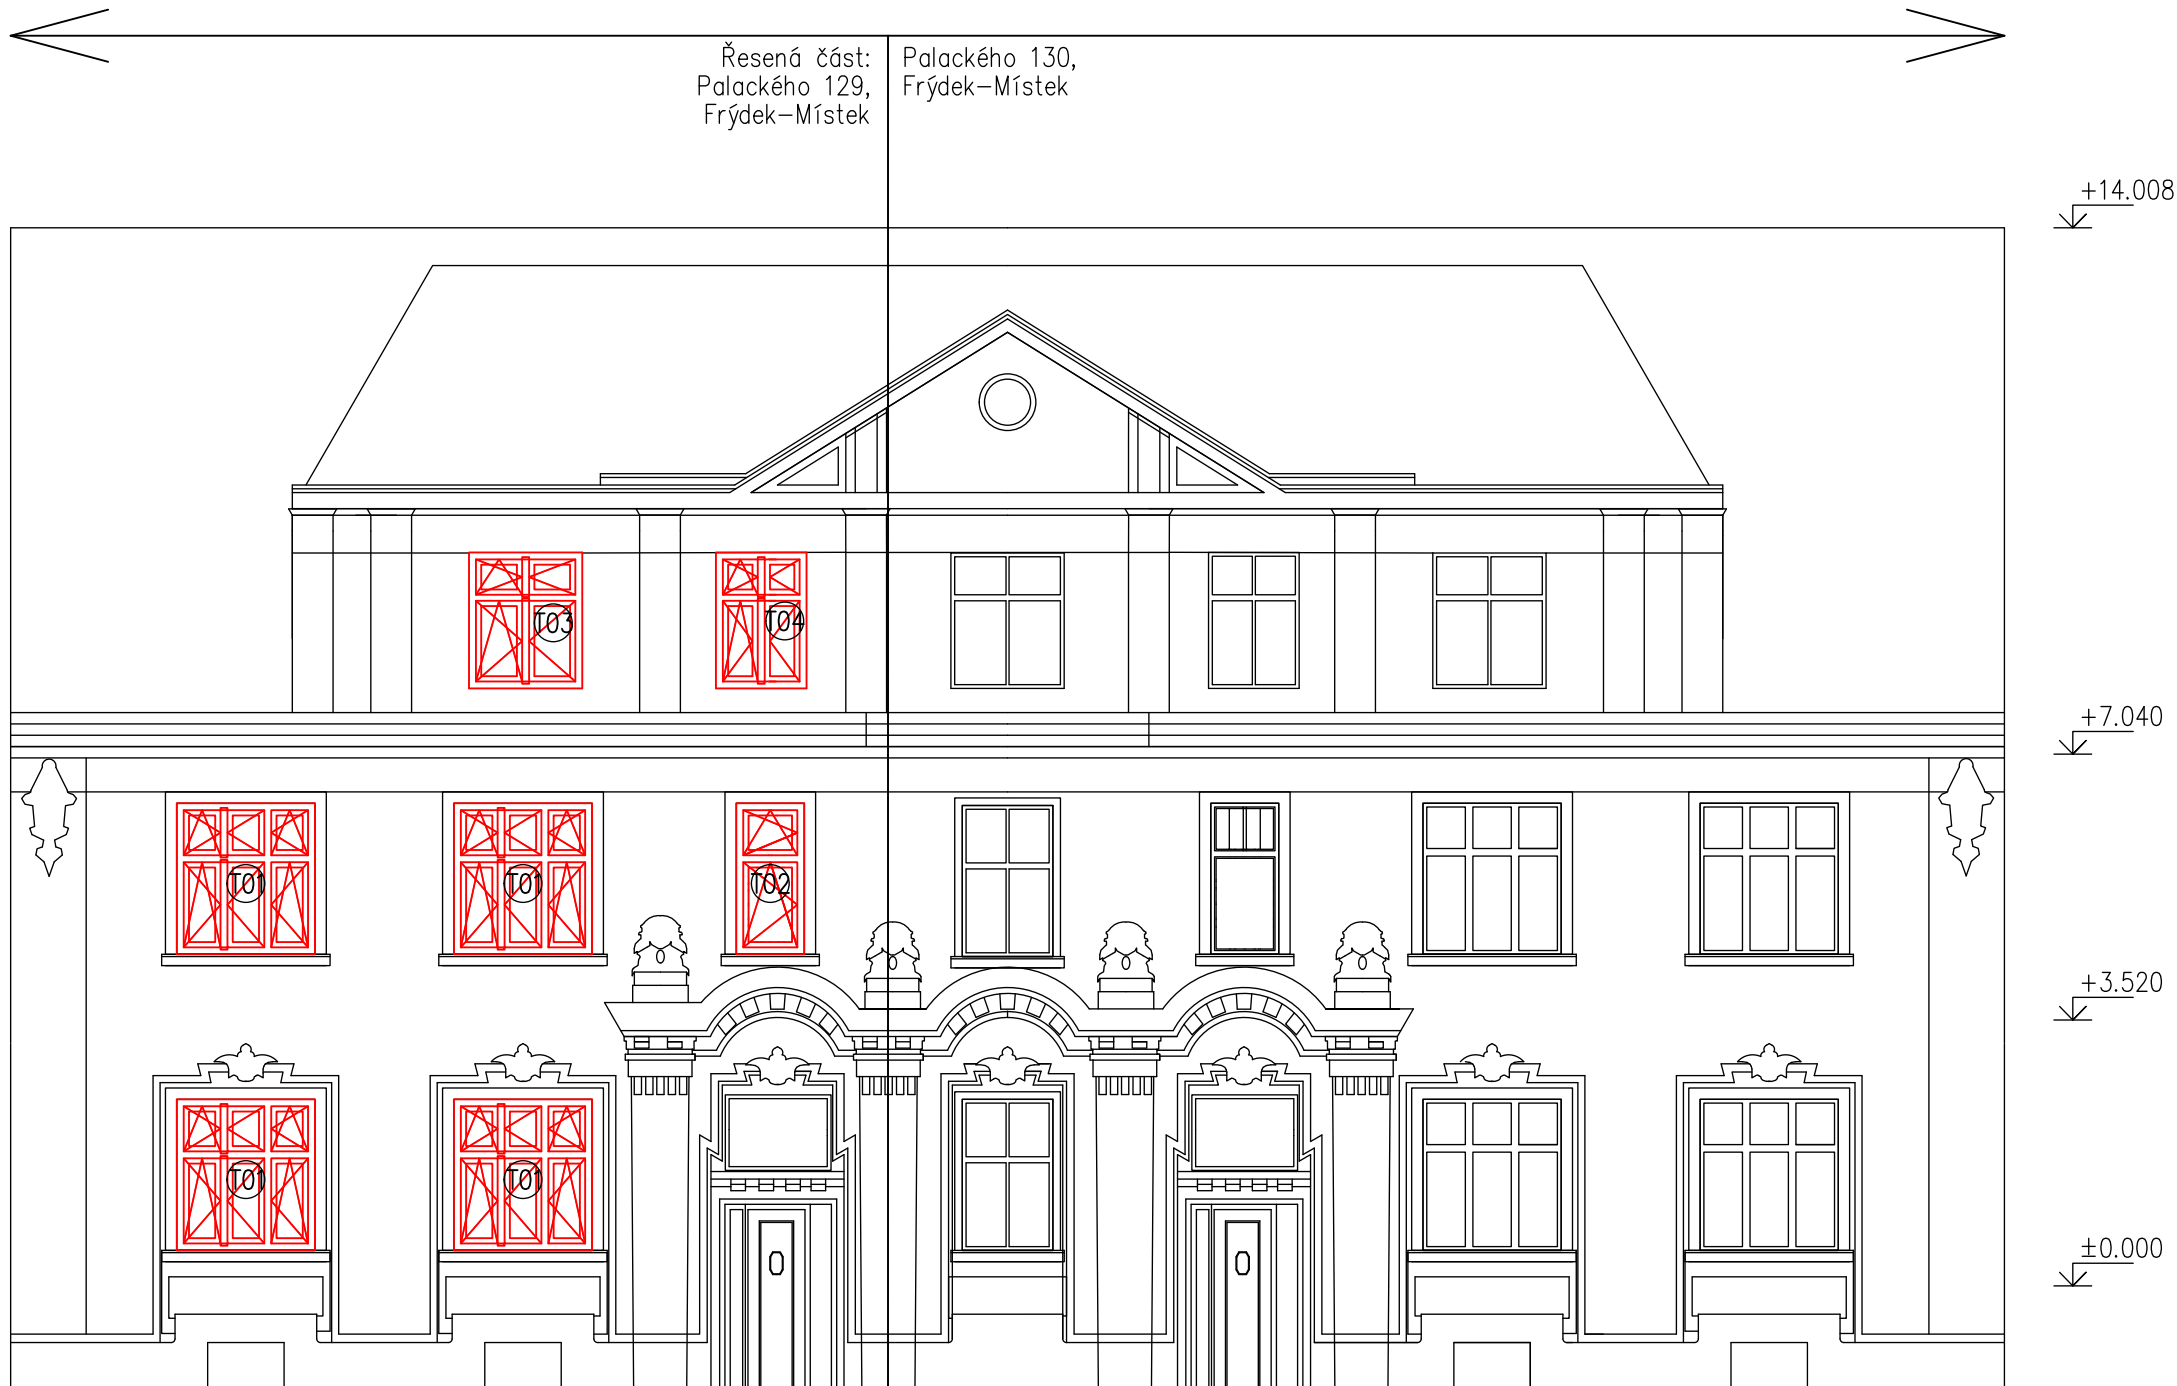 Řesená část:
Palackého 129,
Frýdek-Místek
Palackého 130,
Frýdek-Místek
+14.008
T03
T04
+7.040
T01
T01
T02
+3.520
T01
T01
±0.000